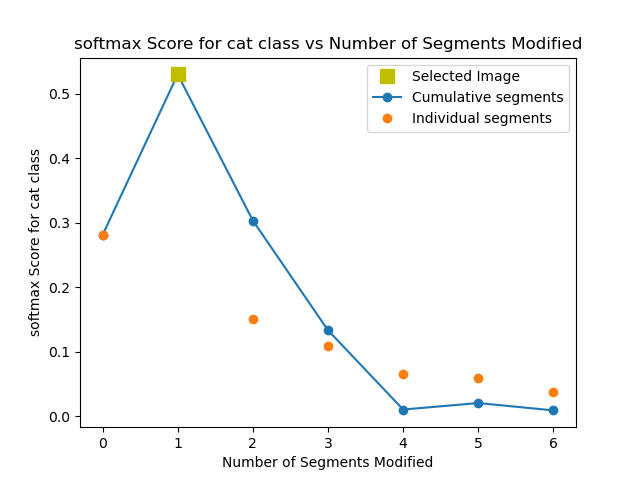 softmax Score for cat class vs Number of Segments Modified
Selected Image
Cumulative segments
Individual segments
softmax Score for cat class
0.5
0.4
0.3
0.2
0.1
0.0
0 1 2 3 4 5 6
Number of Segments Modified